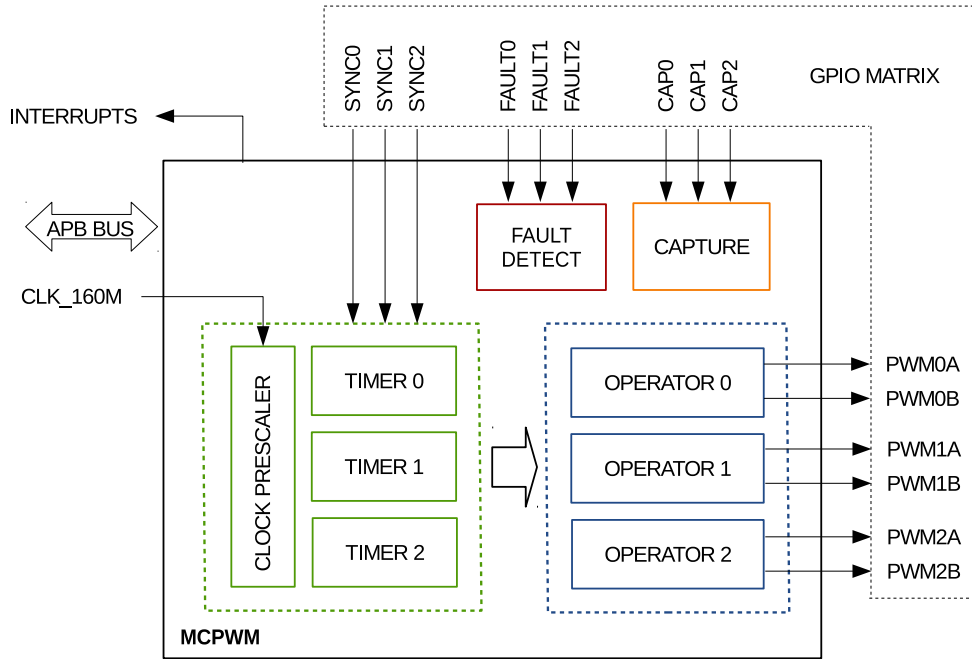 SYNC0
SYNC1
SYNC2
FAULT0
FAULT1
FAULT2
CAP0
CAP1
CAP2
GPIO MATRIX
INTERRUPTS
APB BUS
FAULT
DETECT
CAPTURE
CLK_160M
CLOCK PRESCALER
TIMER 0
TIMER 1
TIMER 2
OPERATOR 0
OPERATOR 1
OPERATOR 2
PWM0A
PWM0B
PWM1A
PWM1B
PWM2A
PWM2B
MCPWM